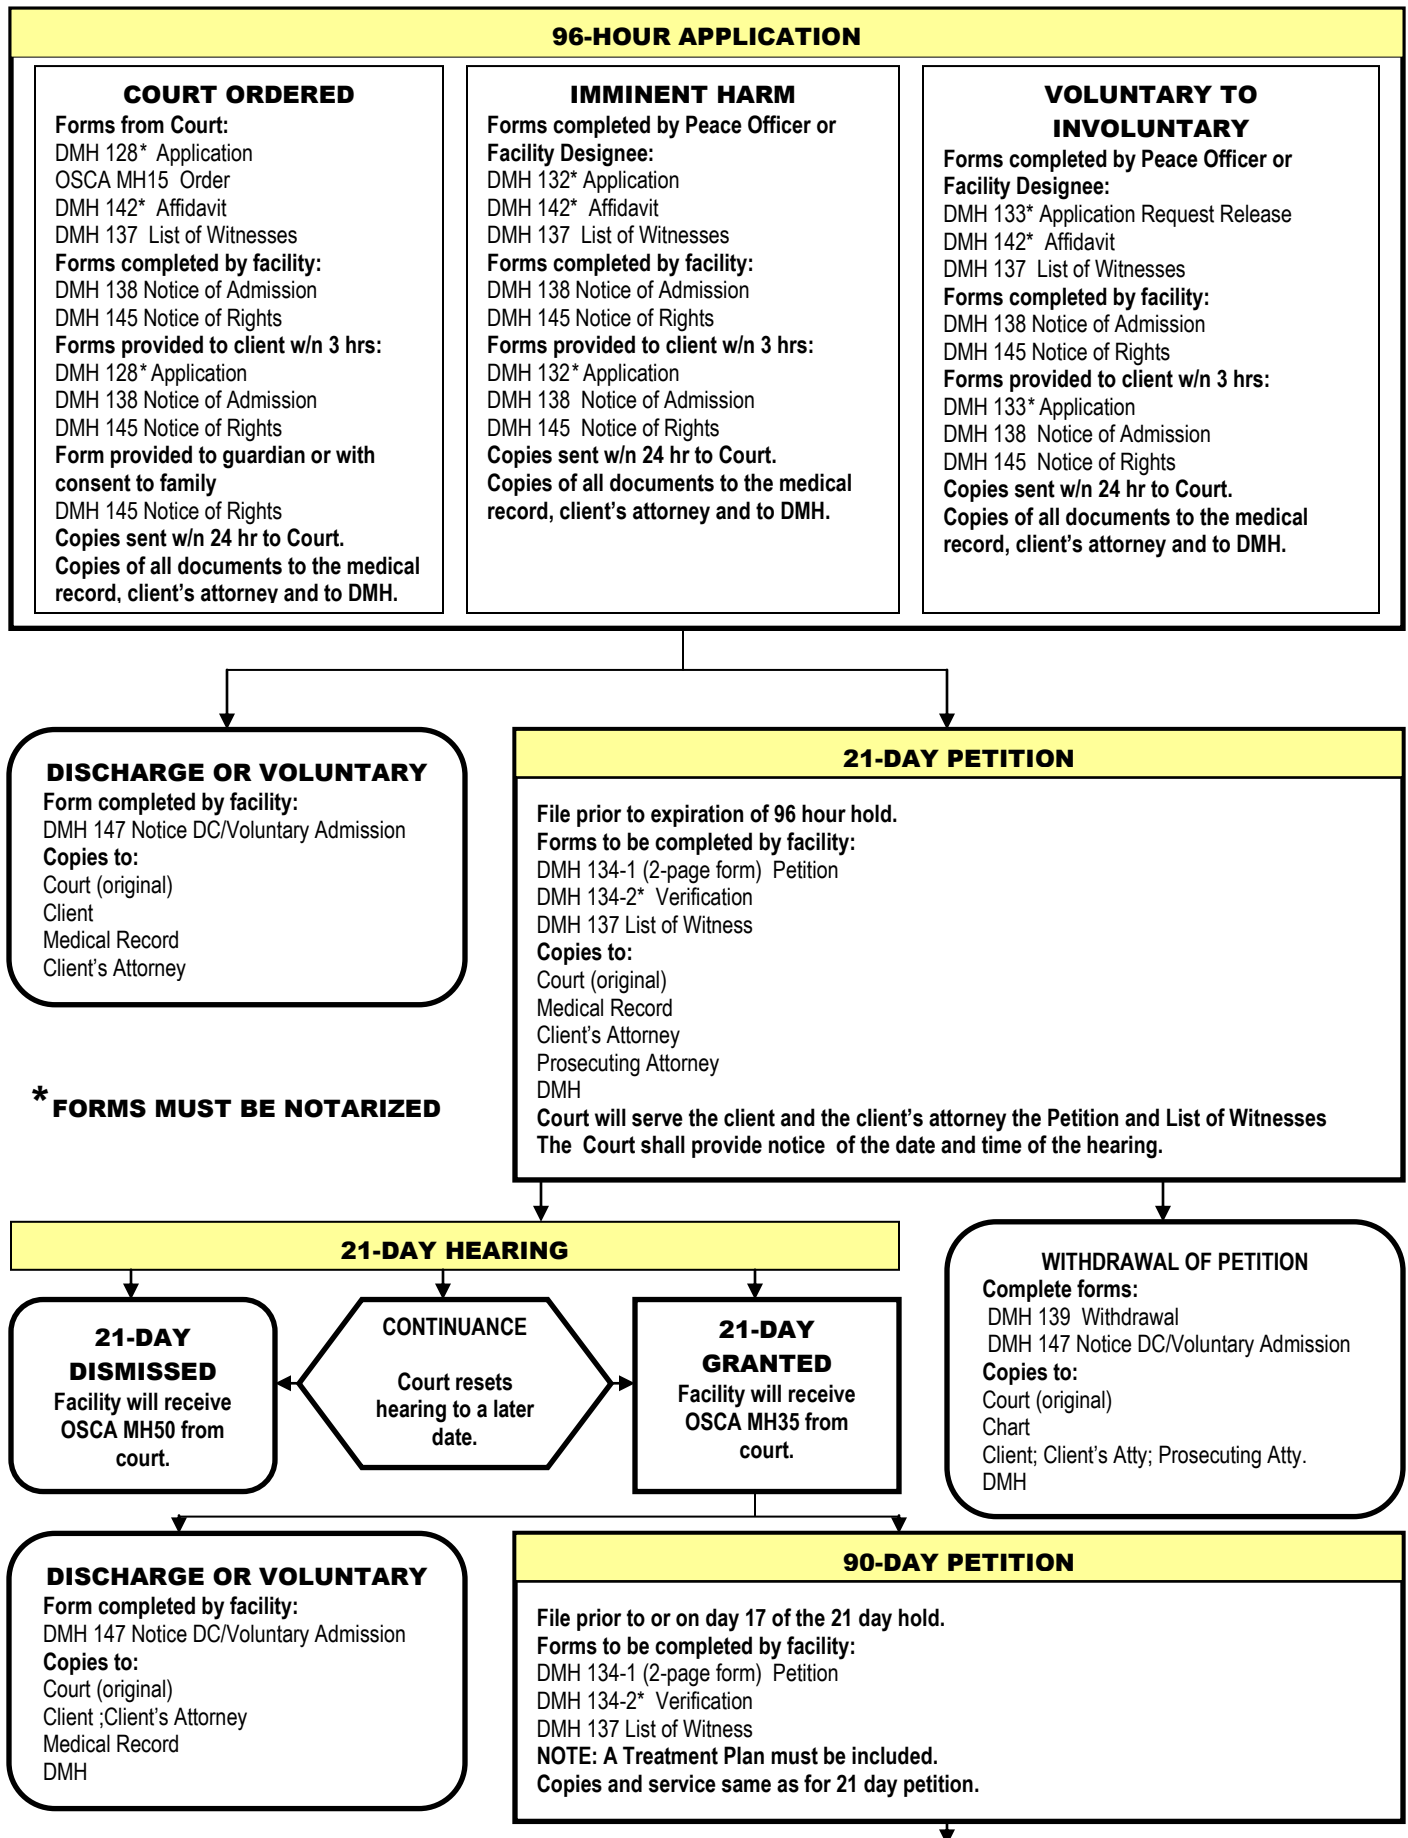 96-HOUR APPLICATION
COURT ORDERED
Forms from Court:
DMH 128* Application
OSCA MH15 Order
DMH 142* Affidavit
DMH 137 List of Witnesses
Forms completed by facility:
DMH 138 Notice of Admission
DMH 145 Notice of Rights
Forms provided to client w/n 3 hrs:
DMH 128* Application
DMH 138 Notice of Admission
DMH 145 Notice of Rights
Form provided to guardian or with
consent to family
DMH 145 Notice of Rights
Copies sent w/n 24 hr to Court.
Copies of all documents to the medical
record, client's attorney and to DMH.
IMMINENT HARM
Forms completed by Peace Officer or
Facility Designee:
DMH 132* Application
DMH 142* Affidavit
DMH 137 List of Witnesses
Forms completed by facility:
DMH 138 Notice of Admission
DMH 145 Notice of Rights
Forms provided to client w/n 3 hrs:
DMH 132* Application
DMH 138 Notice of Admission
DMH 145 Notice of Rights
Copies sent w/n 24 hr to Court.
Copies of all documents to the medical
record, client's attorney and to DMH.
VOLUNTARY TO
INVOLUNTARY
Forms completed by Peace Officer or
Facility Designee:
DMH 133* Application Request Release
DMH 142* Affidavit
DMH 137 List of Witnesses
Forms completed by facility:
DMH 138 Notice of Admission
DMH 145 Notice of Rights
Forms provided to client w/n 3 hrs:
DMH 133* Application
DMH 138 Notice of Admission
DMH 145 Notice of Rights
Copies sent w/n 24 hr to Court.
Copies of all documents to the medical
record, client's attorney and to DMH.
DISCHARGE OR VOLUNTARY
Form completed by facility:
DMH 147 Notice DC/Voluntary Admission
Copies to:
Court (original)
Client
Medical Record
Client's Attorney
21-DAY PETITION
File prior to expiration of 96 hour hold.
Forms to be completed by facility:
DMH 134-1 (2-page form) Petition
DMH 134-2* Verification
DMH 137 List of Witness
Copies to:
Court (original)
Medical Record
Client's Attorney
Prosecuting Attorney
DMH
Court will serve the client and the client's attorney the Petition and List of Witnesses
The Court shall provide notice of the date and time of the hearing.
*FORMS MUST BE NOTARIZED
21-DAY HEARING
21-DAY
DISMISSED
Facility will receive
OSCA MH50 from
court.
CONTINUANCE
Court resets
hearing to a later
date.
21-DAY
GRANTED
Facility will receive
OSCA MH35 from
court.
WITHDRAWAL OF PETITION
Complete forms:
DMH 139 Withdrawal
DMH 147 Notice DC/Voluntary Admission
Copies to:
Court (original)
Chart
Client; Client's Atty; Prosecuting Atty.
DMH
DISCHARGE OR VOLUNTARY
Form completed by facility:
DMH 147 Notice DC/Voluntary Admission
Copies to:
Court (original)
Client ;Client's Attorney
Medical Record
DMH
90-DAY PETITION
File prior to or on day 17 of the 21 day hold.
Forms to be completed by facility:
DMH 134-1 (2-page form) Petition
DMH 134-2* Verification
DMH 137 List of Witness
NOTE: A Treatment Plan must be included.
Copies and service same as for 21 day petition.